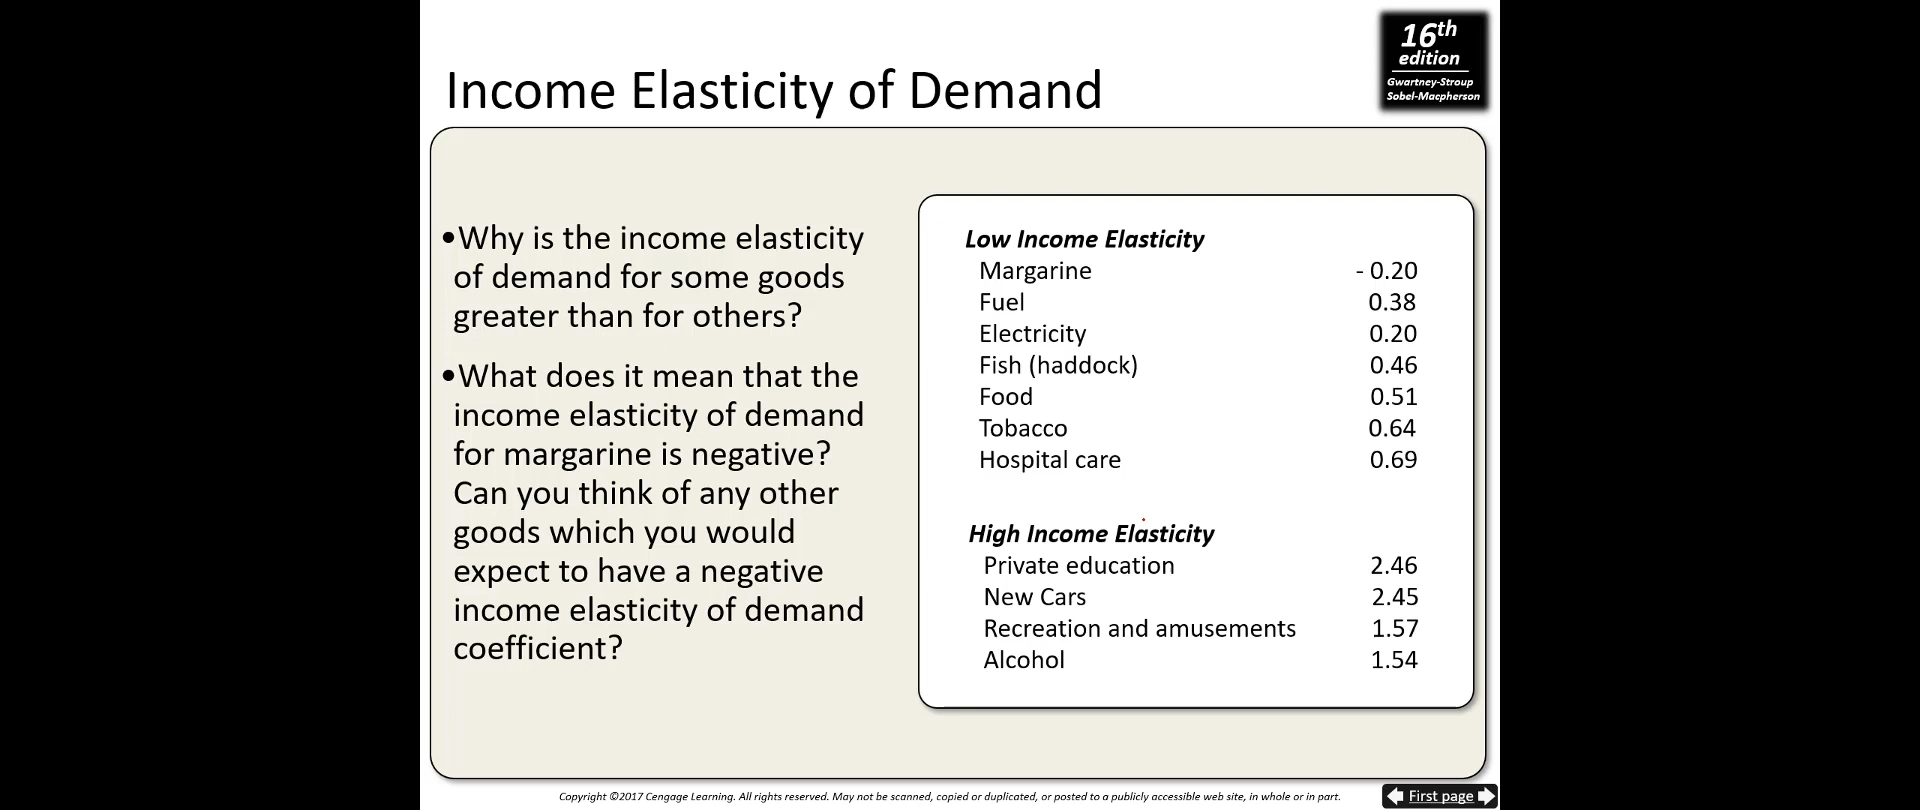 16th
edition
Gwartney-Stroup
Sobel-Macpherson
Income Elasticity of Demand
•Why is the income elasticity
of demand for some goods
greater than for others?
•What does it mean that the
income elasticity of demand
for margarine is negative?
Can you think of any other
goods which you would
expect to have a negative
income elasticity of demand
coefficient?
Low Income Elasticity
Margarine - 0.20
Fuel 0.38
Electricity 0.20
Fish (haddock) 0.46
Food 0.51
Tobacco 0.64
Hospital care 0.69
High Income Elasticity
Private education 2.46
New Cars 2.45
Recreation and amusements 1.57
Alcohol 1.54
Copyright ©2017 Cengage Learning. All rights reserved. May not be scanned, copied or duplicated, or posted to a publicly accessible web site, in whole or in part.
First page